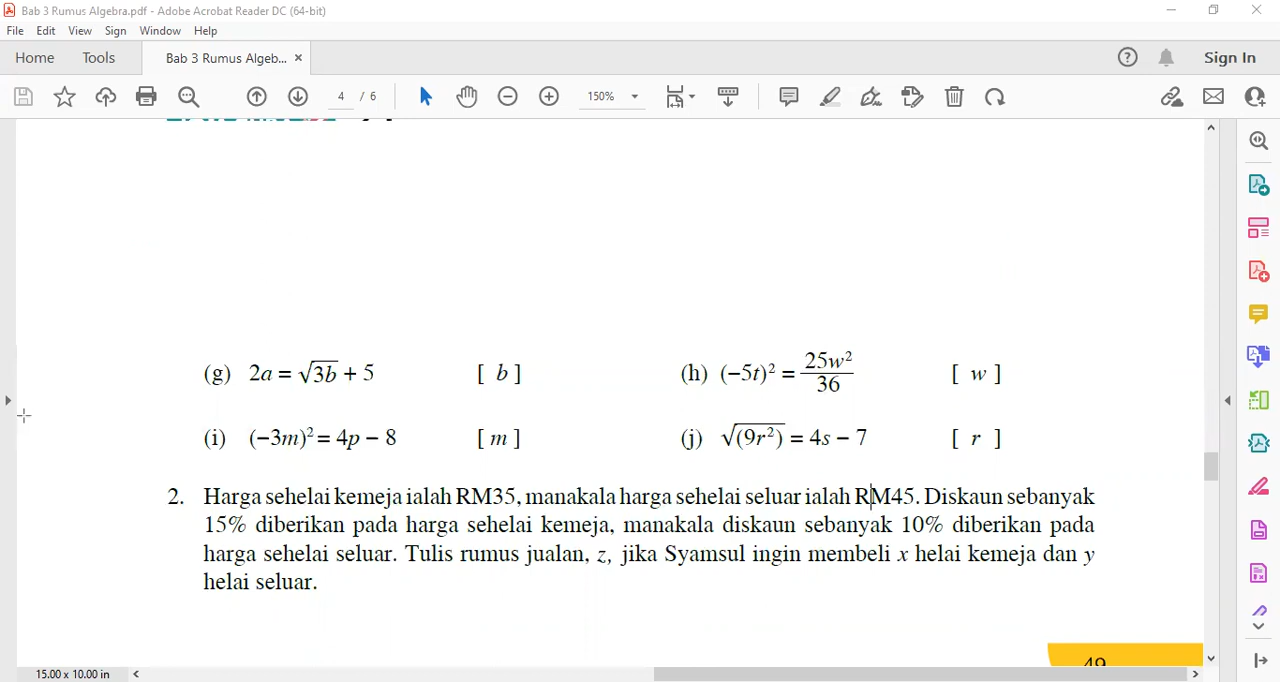 Bab 3 Rumus Algebra.pdf - Adobe Acrobat Reader DC (64-bit)
File Edit View Sign Window Help
Home Tools Bab 3 Rumus Algeb... × Sign In
4 / 6 150%
(g) 2a = √3b + 5 [ b ] (h) (−5t)² = 25w²/36 [ w ]
(i) (−3m)² = 4p − 8 [ m ] (j) √(9r²) = 4s − 7 [ r ]
2. Harga sehelai kemeja ialah RM35, manakala harga sehelai seluar ialah RM45. Diskaun sebanyak
15% diberikan pada harga sehelai kemeja, manakala diskaun sebanyak 10% diberikan pada
harga sehelai seluar. Tulis rumus jualan, z, jika Syamsul ingin membeli x helai kemeja dan y
helai seluar.
49
15.00 x 10.00 in